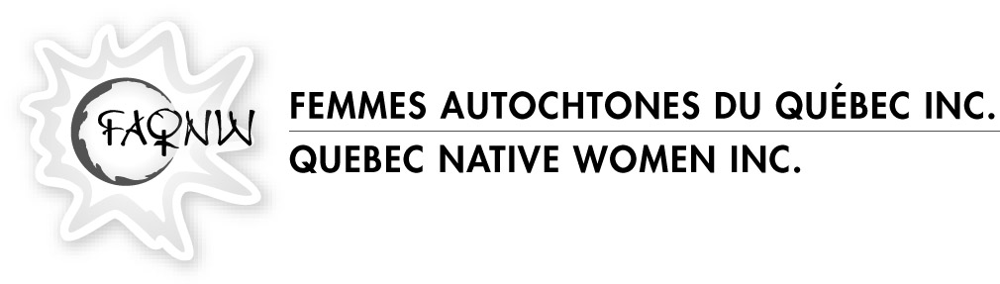 FAQNW
FEMMES AUTOCHTONES DU QUÉBEC INC.
QUEBEC NATIVE WOMEN INC.